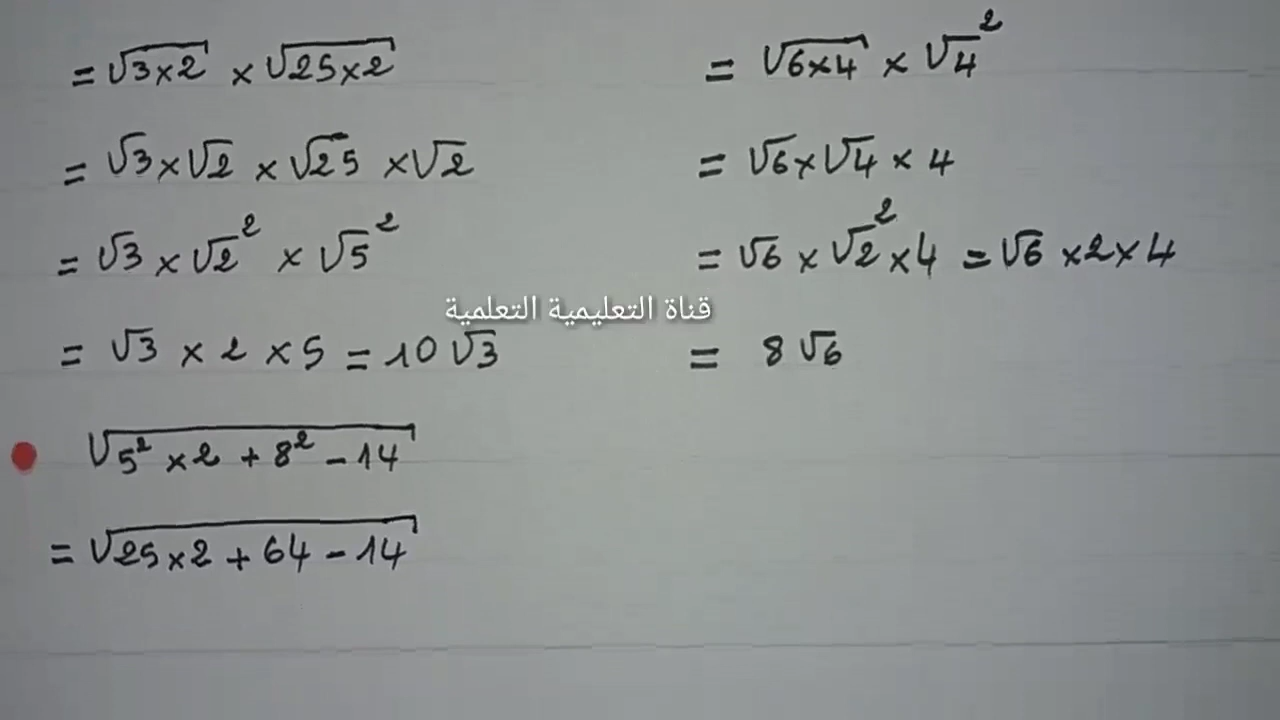 = √3×2 × √25×2
= √3 × √2 × √25 × √2
= √3 × √2² × √5²
= √3 × 2 × 5 = 10 √3
= √6×4 × √4²
= √6 × √4 × 4
= √6 × √2² × 4 = √6 × 2 × 4
= 8 √6
قناة التعليمية التعلمية
√5² × 2 + 8² - 14
= √25 × 2 + 64 - 14